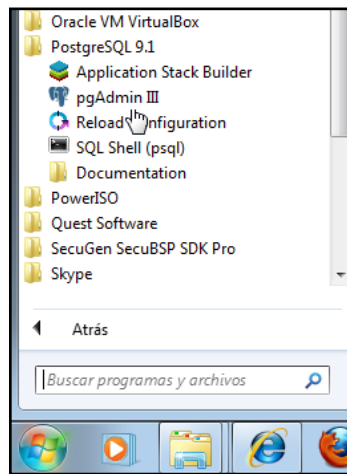 Oracle VM VirtualBox
PostgreSQL 9.1
Application Stack Builder
pgAdmin III
Reload nfiguration
SQL Shell (psql)
Documentation
PowerISO
Quest Software
SecuGen SecuBSP SDK Pro
Skype
Atrás
Buscar programas y archivos